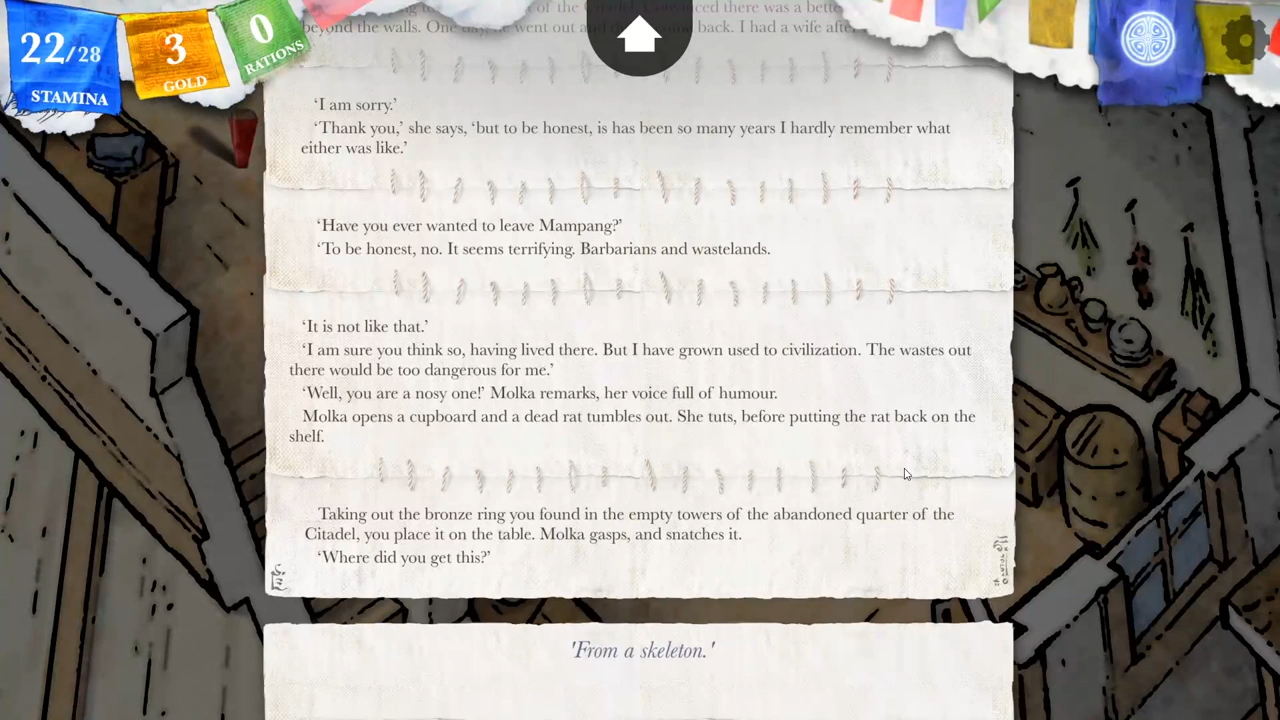 22/28
STAMINA
3
GOLD
0
RATIONS
of the Citadel, convinced there was a bette
beyond the walls. One day, he went out and back. I had a wife afte
‘I am sorry.’
‘Thank you,’ she says, ‘but to be honest, is has been so many years I hardly remember what
either was like.’
‘Have you ever wanted to leave Mampang?’
‘To be honest, no. It seems terrifying. Barbarians and wastelands.
‘It is not like that.’
‘I am sure you think so, having lived there. But I have grown used to civilization. The wastes out
there would be too dangerous for me.’
‘Well, you are a nosy one!’ Molka remarks, her voice full of humour.
Molka opens a cupboard and a dead rat tumbles out. She tuts, before putting the rat back on the
shelf.
Taking out the bronze ring you found in the empty towers of the abandoned quarter of the
Citadel, you place it on the table. Molka gasps, and snatches it.
‘Where did you get this?’
'From a skeleton.'